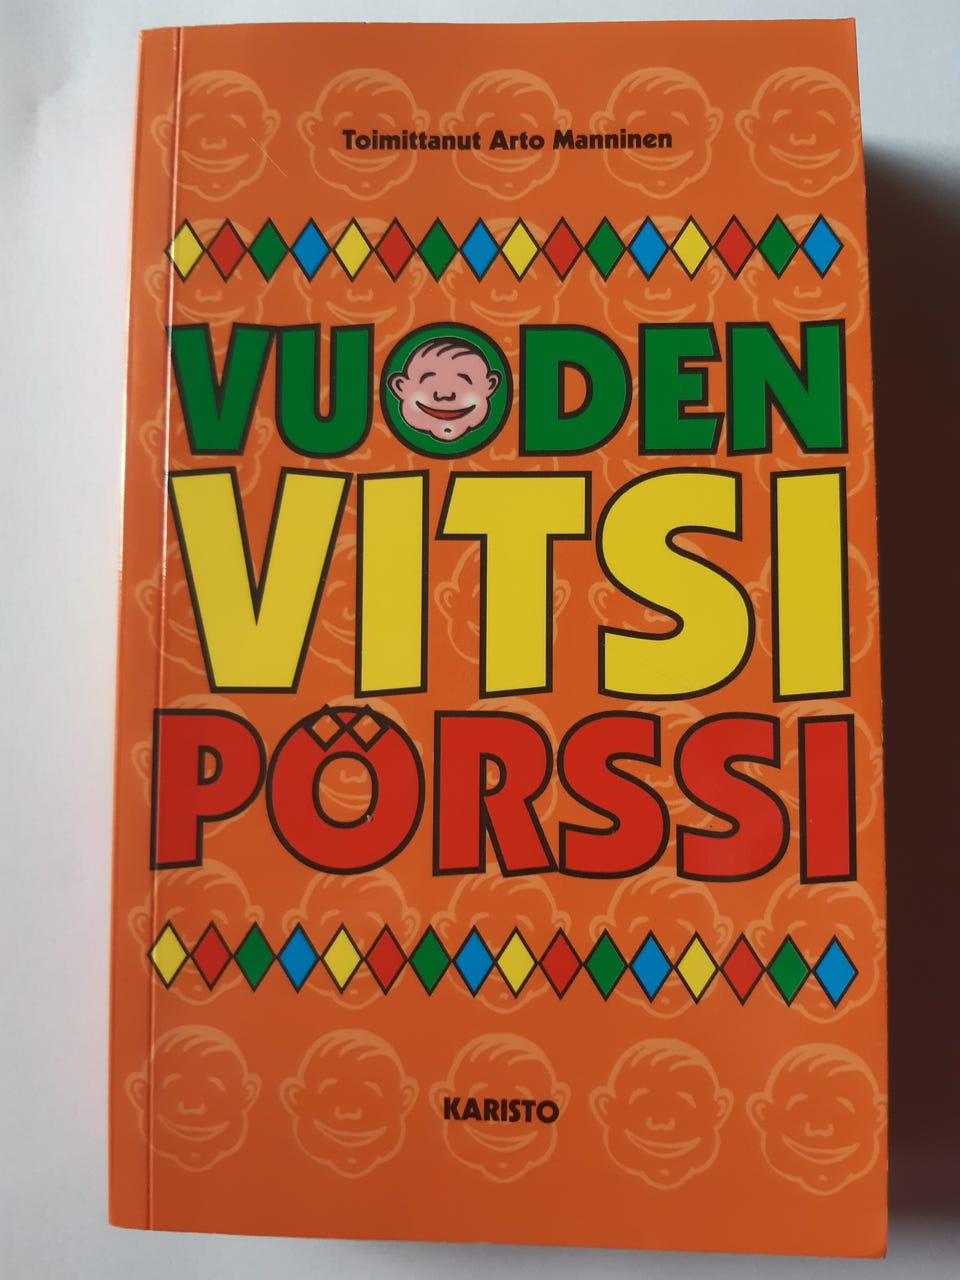 Toimittanut Arto Manninen
VUODEN
VITSI
PÖRSSI
KARISTO